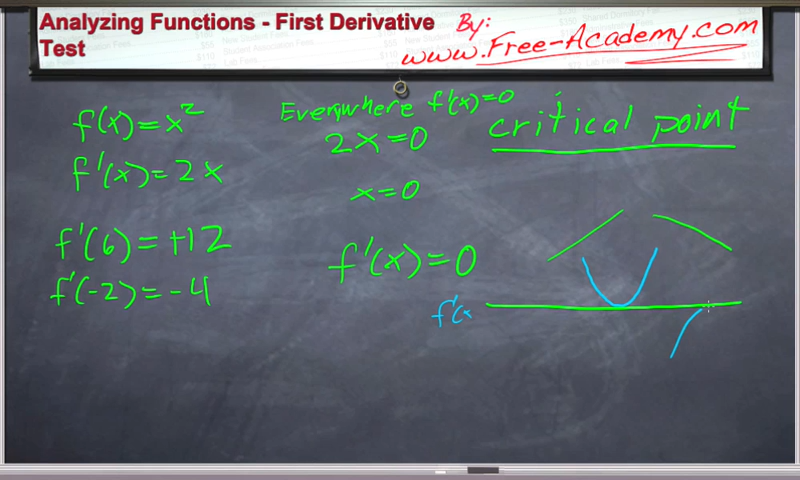 Analyzing Functions - First Derivative
Test
By:
www.Free-Academy.com
f(x)=x²
f'(x)=2x
f'(6)=+12
f'(-2)=-4
Everywhere f'(x)=0
2x=0
x=0
f'(x)=0
f'(x
critical point